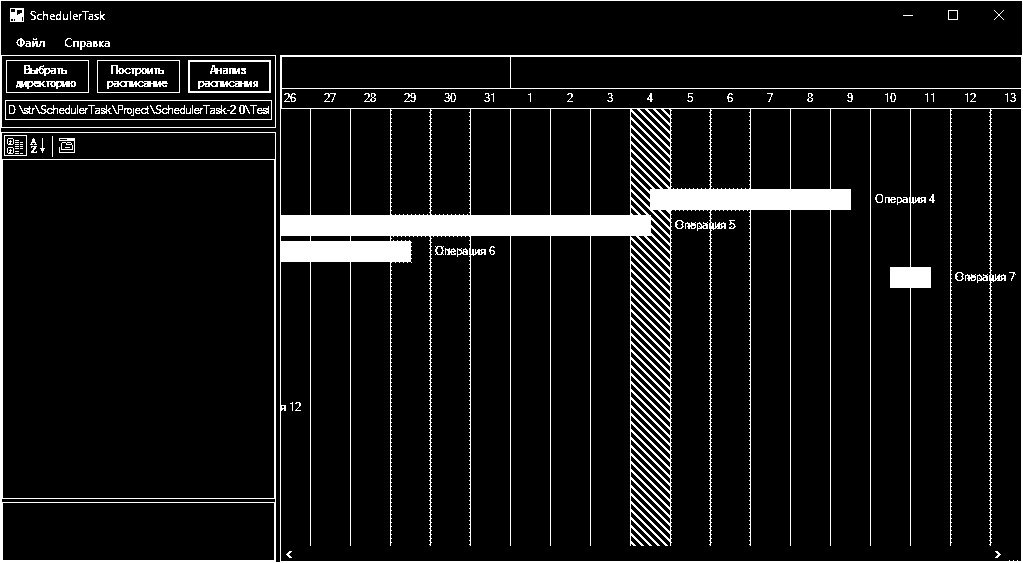 SchedulerTask
Файл Справка
Выбрать директорию
Построить расписание
Анализ расписания
D:\str\SchedulerTask\Project\SchedulerTask-2.0\Test
26 27 28 29 30 31 1 2 3 4 5 6 7 8 9 10 11 12 13
Операция 4
Операция 5
Операция 6
Операция 7
я 12